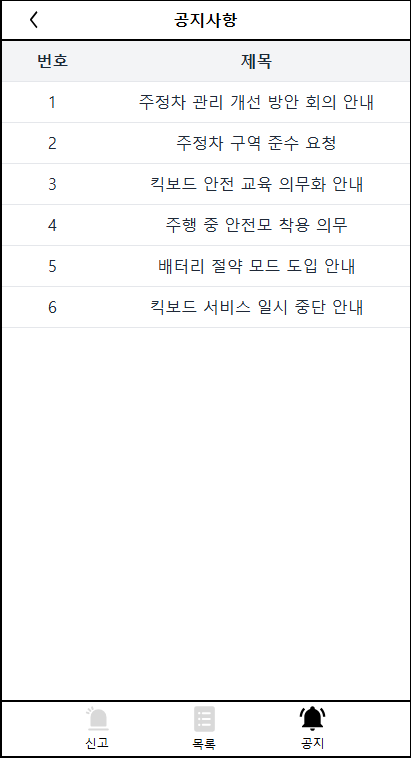 공지사항
번호 제목
1 주정차 관리 개선 방안 회의 안내
2 주정차 구역 준수 요청
3 킥보드 안전 교육 의무화 안내
4 주행 중 안전모 착용 의무
5 배터리 절약 모드 도입 안내
6 킥보드 서비스 일시 중단 안내
신고 목록 공지